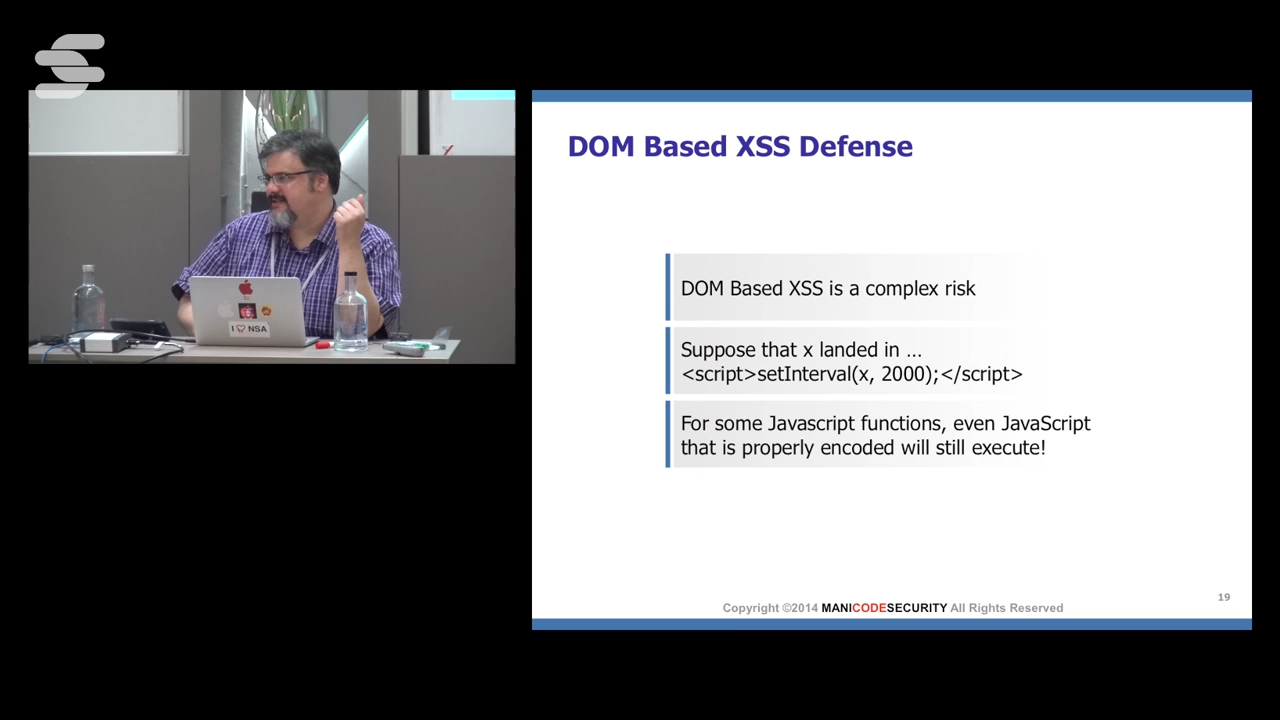 DOM Based XSS Defense
DOM Based XSS is a complex risk
Suppose that x landed in …
<script>setInterval(x, 2000);</script>
For some Javascript functions, even JavaScript
that is properly encoded will still execute!
19
Copyright ©2014 MANICODESECURITY All Rights Reserved
I ♡ NSA